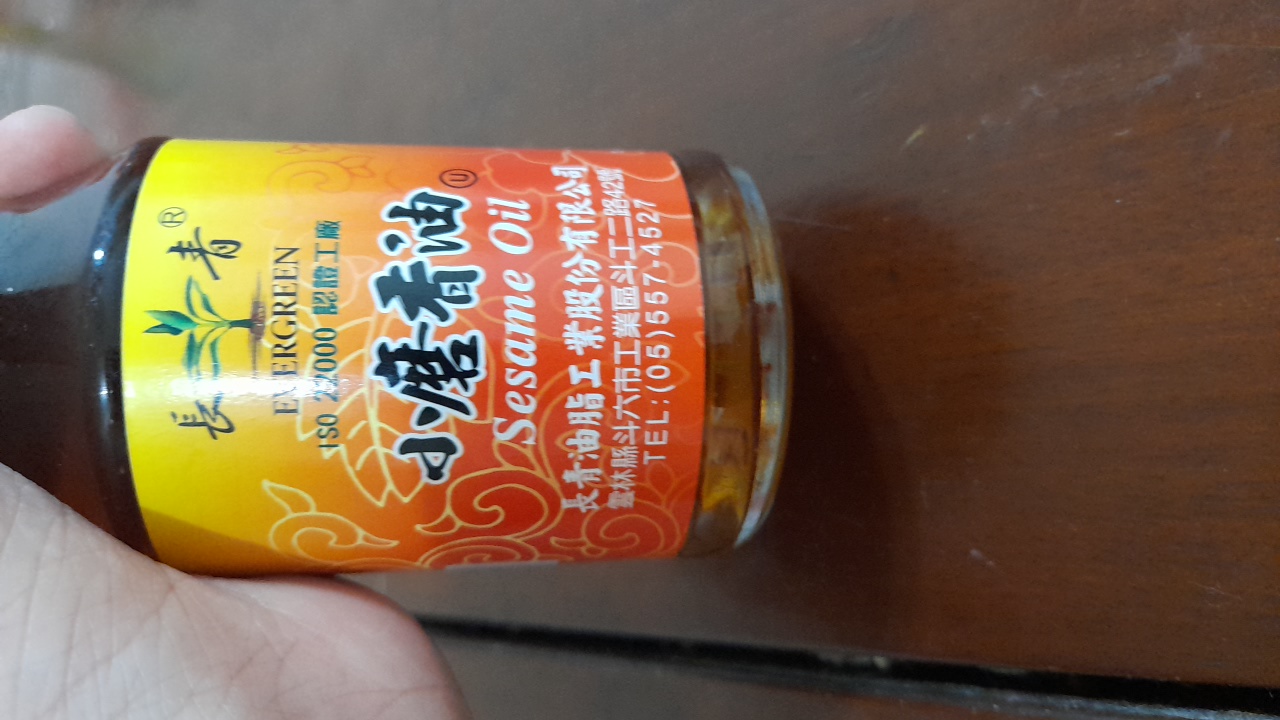 長青®
EVERGREEN
ISO 22000 認證工廠
小磨香油 Ⓤ
Sesame Oil
長青油脂工業股份有限公司
雲林縣斗六市工業區斗工二路42號
TEL:(05)557-4527